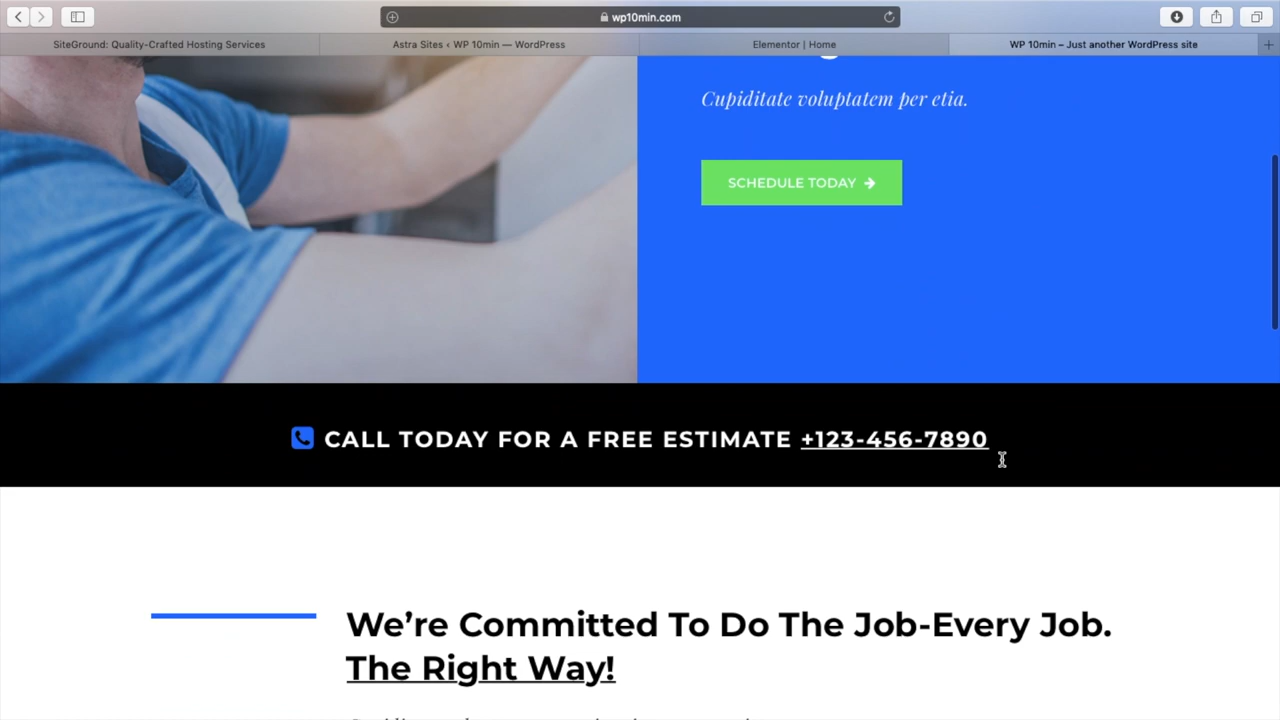 wp10min.com
SiteGround: Quality-Crafted Hosting Services
Astra Sites ‹ WP 10min — WordPress
Elementor | Home
WP 10min – Just another WordPress site
Cupiditate voluptatem per etia.
SCHEDULE TODAY
CALL TODAY FOR A FREE ESTIMATE +123-456-7890
We’re Committed To Do The Job-Every Job.
The Right Way!